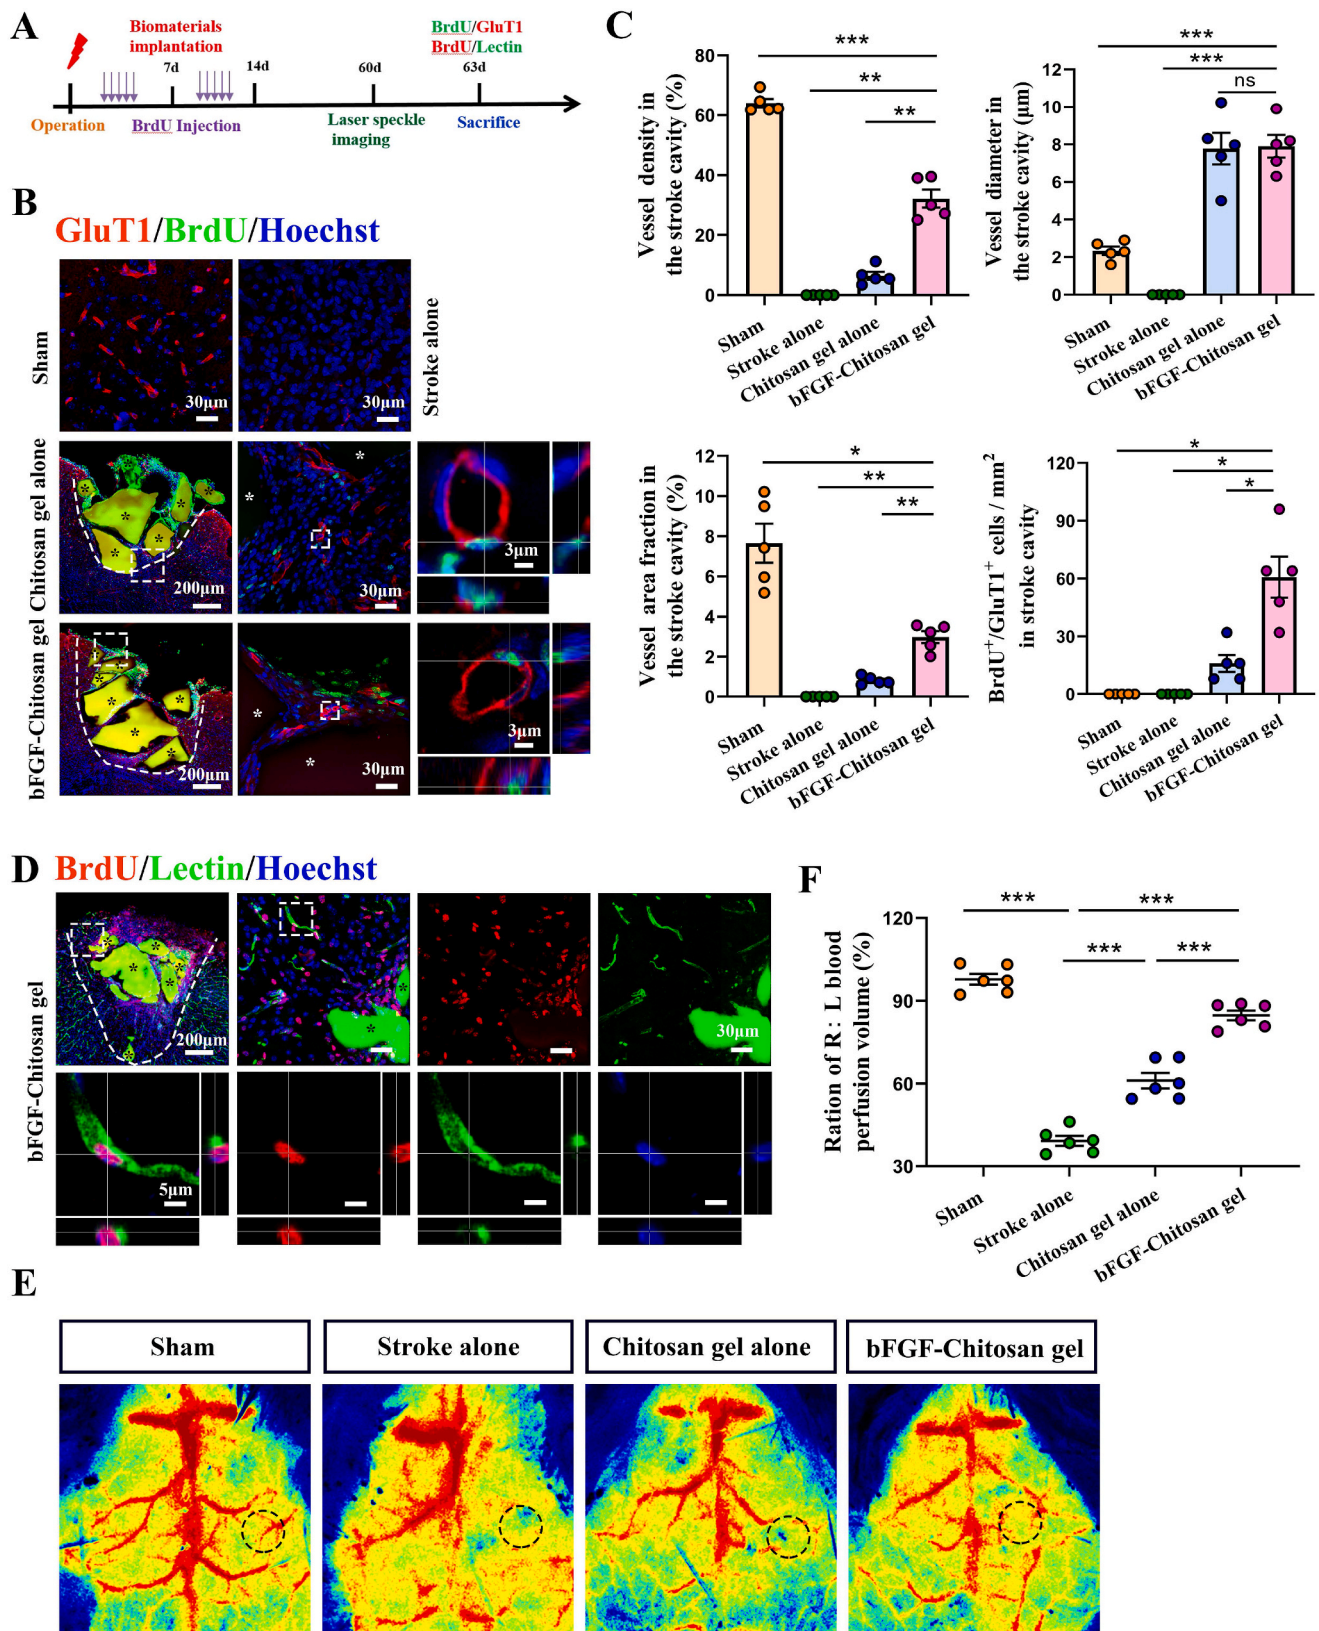 A
Biomaterials
implantation
BrdU/GluT1
BrdU/Lectin
7d
14d
60d
63d
Operation
BrdU Injection
Laser speckle
imaging
Sacrifice
B
GluT1/BrdU/Hoechst
Sham
30μm
30μm
Stroke alone
Chitosan gel alone
*
*
*
*
*
*
200μm
*
*
30μm
3μm
bFGF-Chitosan gel
*
*
*
*
*
*
*
200μm
*
*
30μm
3μm
C
Vessel density in
the stroke cavity (%)
80
60
40
20
0
***
**
**
Sham
Stroke alone
Chitosan gel alone
bFGF-Chitosan gel
Vessel diameter in
the stroke cavity (μm)
12
10
8
6
4
2
0
***
***
ns
Sham
Stroke alone
Chitosan gel alone
bFGF-Chitosan gel
Vessel area fraction in
the stroke cavity (%)
12
10
8
6
4
2
0
*
**
**
Sham
Stroke alone
Chitosan gel alone
bFGF-Chitosan gel
BrdU⁺/GluT1⁺ cells / mm²
in stroke cavity
120
90
60
30
0
*
*
*
Sham
Stroke alone
Chitosan gel alone
bFGF-Chitosan gel
D
BrdU/Lectin/Hoechst
bFGF-Chitosan gel
*
*
*
*
*
*
200μm
*
*
30μm
5μm
F
Ration of R: L blood
perfusion volume (%)
120
90
60
30
***
***
***
***
Sham
Stroke alone
Chitosan gel alone
bFGF-Chitosan gel
E
Sham
Stroke alone
Chitosan gel alone
bFGF-Chitosan gel